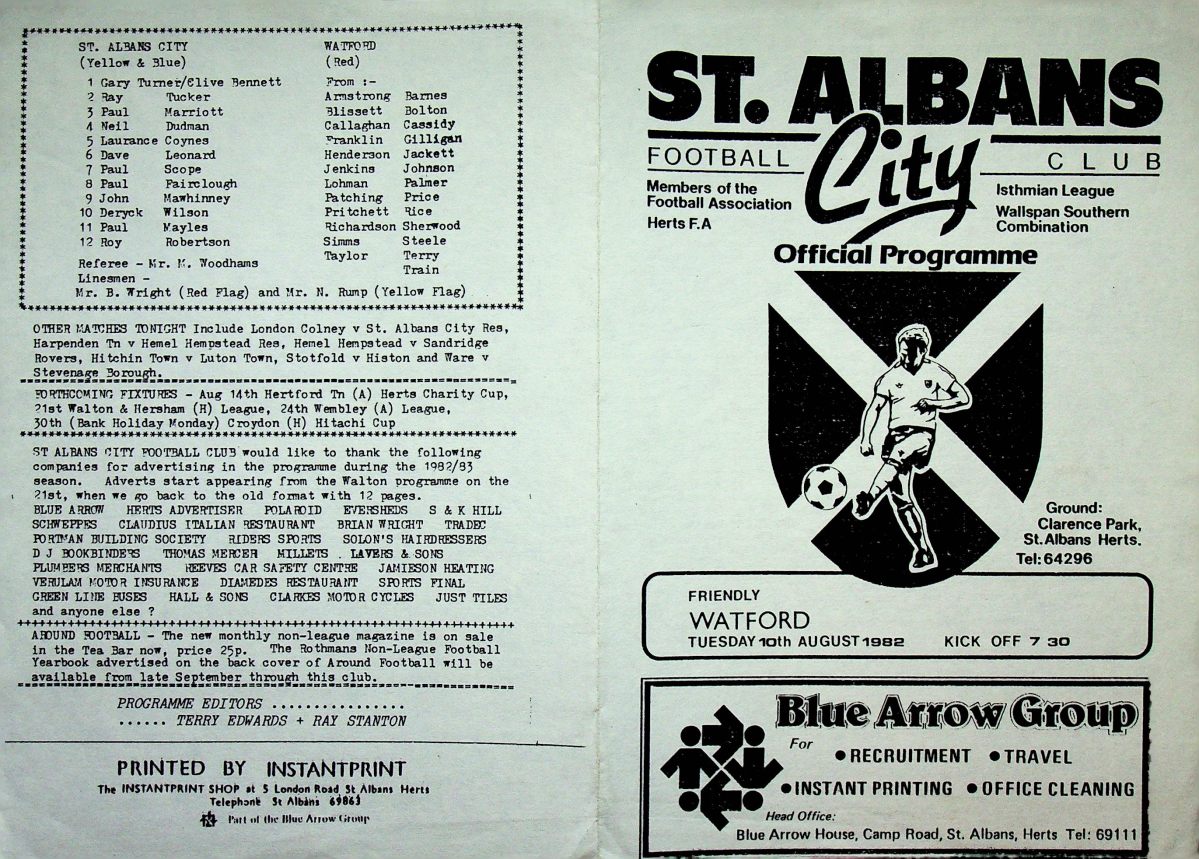 ST. ALBANS CITY WATFORD
(Yellow & Blue) (Red)
1 Gary Turner/Clive Bennett From :-
2 Ray Tucker Armstrong Barnes
3 Paul Marriott Blissett Bolton
4 Neil Dudman Callaghan Cassidy
5 Laurance Coynes Franklin Gilligan
6 Dave Leonard Henderson Jackett
7 Paul Scope Jenkins Johnson
8 Paul Fairclough Lohman Palmer
9 John Mawhinney Patching Price
10 Deryck Wilson Pritchett Rice
11 Paul Mayles Richardson Sherwood
12 Roy Robertson Simms Steele
Taylor Terry
Train
Referee - Mr. M. Woodhams
Linesmen -
Mr. B. Wright (Red Flag) and Mr. N. Rump (Yellow Flag)
OTHER MATCHES TONIGHT Include London Colney v St. Albans City Res,
Harpenden Tn v Hemel Hempstead Res, Hemel Hempstead v Sandridge
Rovers, Hitchin Town v Luton Town, Stotfold v Histon and Ware v
Stevenage Borough.
FORTHCOMING FIXTURES - Aug 14th Hertford Tn (A) Herts Charity Cup,
21st Walton & Hersham (H) League, 24th Wembley (A) League,
30th (Bank Holiday Monday) Croydon (H) Hitachi Cup
ST ALBANS CITY FOOTBALL CLUB would like to thank the following
companies for advertising in the programme during the 1982/83
season. Adverts start appearing from the Walton programme on the
21st, when we go back to the old format with 12 pages.
BLUE ARROW HERTS ADVERTISER POLAROID EVERSHEDS S & K HILL
SCHWEPPES CLAUDIUS ITALIAN RESTAURANT BRIAN WRIGHT TRADEC
PORTMAN BUILDING SOCIETY RIDERS SPORTS SOLON'S HAIRDRESSERS
D J BOOKBINDERS THOMAS MERCER MILLETS . LAVERS & SONS
PLUMBERS MERCHANTS REEVES CAR SAFETY CENTRE JAMIESON HEATING
VERULAM MOTOR INSURANCE DIAMEDES RESTAURANT SPORTS FINAL
GREEN LINE BUSES HALL & SONS CLARKES MOTOR CYCLES JUST TILES
and anyone else ?
AROUND FOOTBALL - The new monthly non-league magazine is on sale
in the Tea Bar now, price 25p. The Rothmans Non-League Football
Yearbook advertised on the back cover of Around Football will be
available from late September through this club.
PROGRAMME EDITORS ................
...... TERRY EDWARDS + RAY STANTON
PRINTED BY INSTANTPRINT
The INSTANTPRINT SHOP at 5 London Road, St Albans Herts
Telephone St Albans 69863
Part of the Blue Arrow Group
ST. ALBANS
City
FOOTBALL CLUB
Members of the
Football Association
Herts F.A
Isthmian League
Wallspan Southern
Combination
Official Programme
Ground:
Clarence Park,
St. Albans Herts.
Tel: 64296
FRIENDLY
WATFORD
TUESDAY 10th AUGUST 1982 KICK OFF 7 30
Blue Arrow Group
For
•RECRUITMENT •TRAVEL
•INSTANT PRINTING •OFFICE CLEANING
Head Office:
Blue Arrow House, Camp Road, St. Albans, Herts Tel: 69111